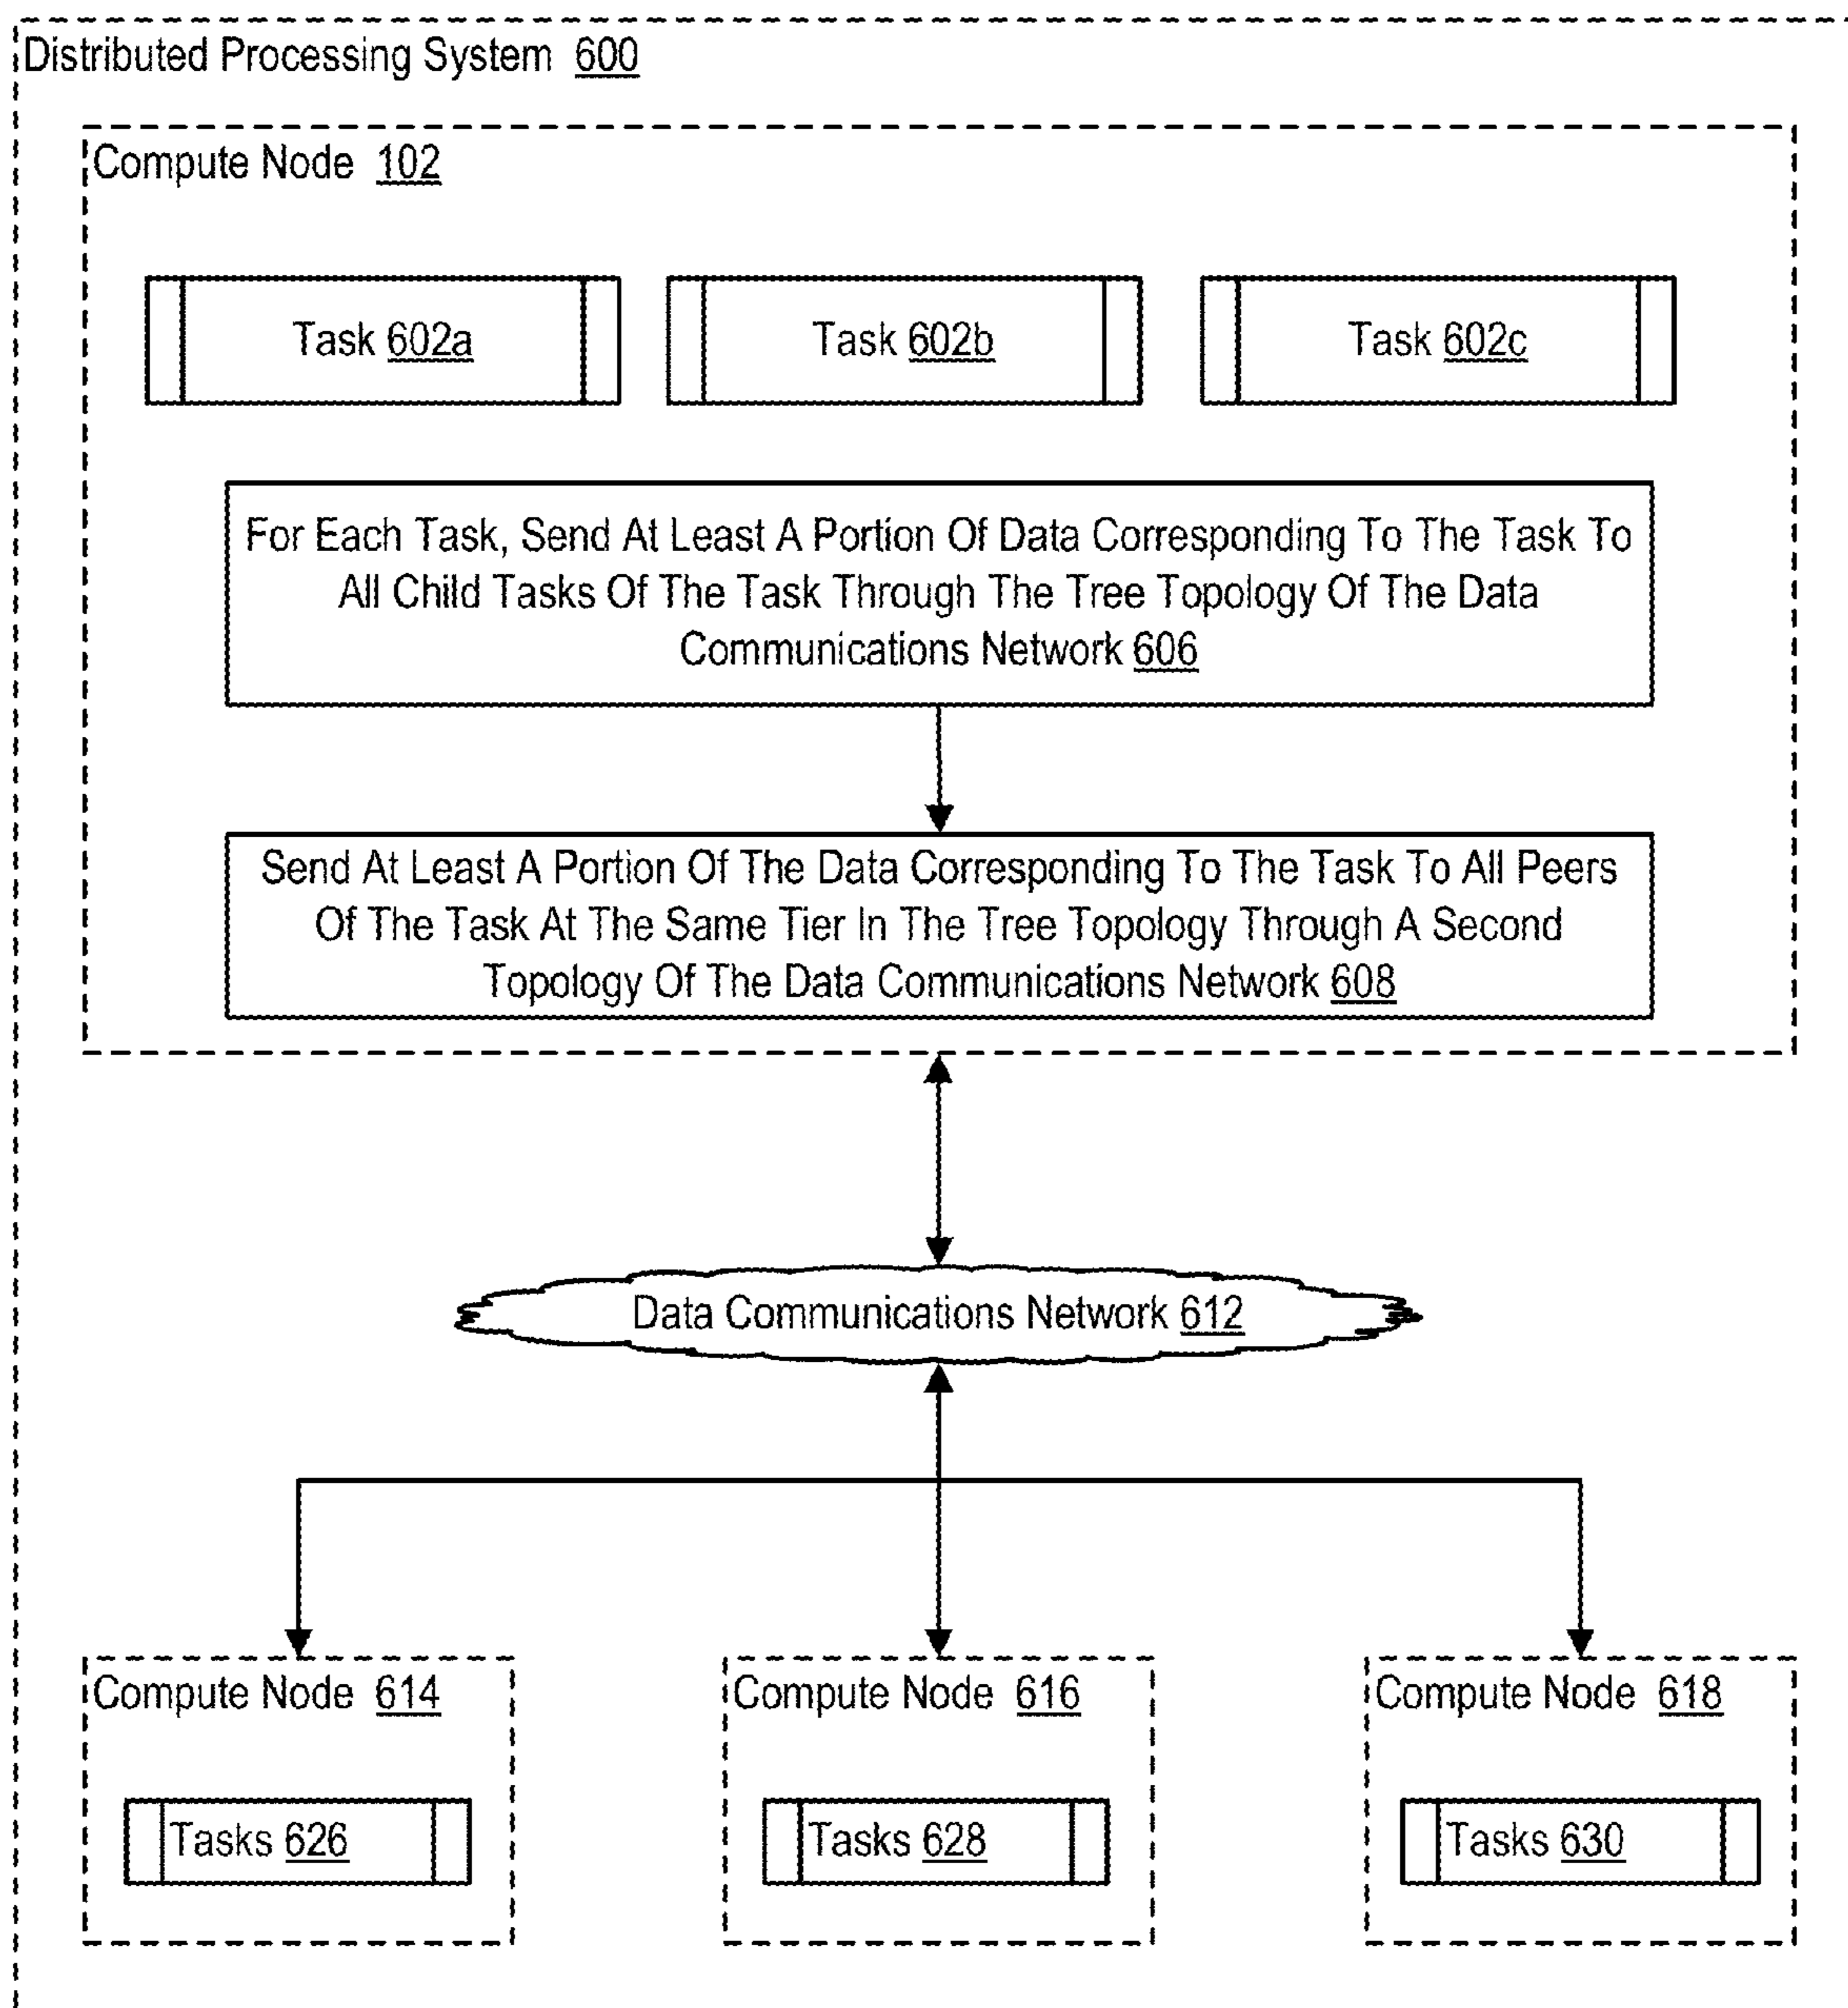 Distributed Processing System 600
Compute Node 102
Task 602a
Task 602b
Task 602c
For Each Task, Send At Least A Portion Of Data Corresponding To The Task To
All Child Tasks Of The Task Through The Tree Topology Of The Data
Communications Network 606
Send At Least A Portion Of The Data Corresponding To The Task To All Peers
Of The Task At The Same Tier In The Tree Topology Through A Second
Topology Of The Data Communications Network 608
Data Communications Network 612
Compute Node 614
Compute Node 616
Compute Node 618
Tasks 626
Tasks 628
Tasks 630